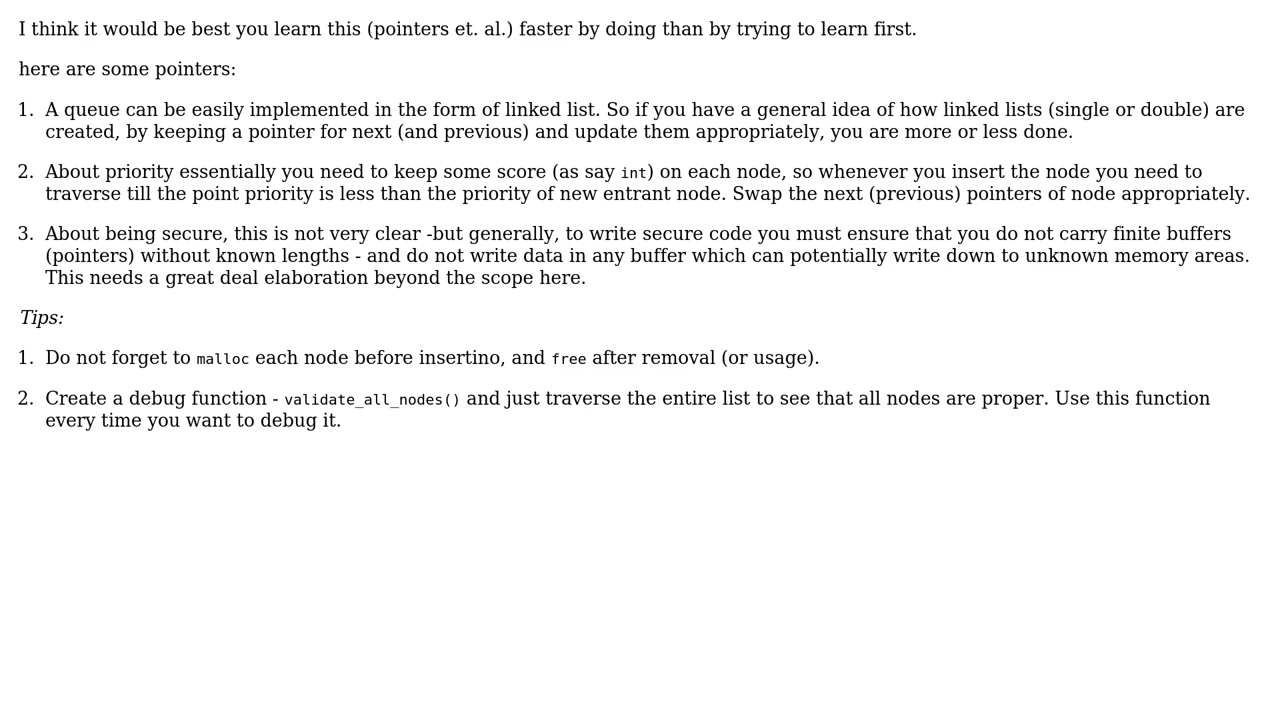 I think it would be best you learn this (pointers et. al.) faster by doing than by trying to learn first.
here are some pointers:
1. A queue can be easily implemented in the form of linked list. So if you have a general idea of how linked lists (single or double) are
created, by keeping a pointer for next (and previous) and update them appropriately, you are more or less done.
2. About priority essentially you need to keep some score (as say int) on each node, so whenever you insert the node you need to
traverse till the point priority is less than the priority of new entrant node. Swap the next (previous) pointers of node appropriately.
3. About being secure, this is not very clear -but generally, to write secure code you must ensure that you do not carry finite buffers
(pointers) without known lengths - and do not write data in any buffer which can potentially write down to unknown memory areas.
This needs a great deal elaboration beyond the scope here.
Tips:
1. Do not forget to malloc each node before insertino, and free after removal (or usage).
2. Create a debug function - validate_all_nodes() and just traverse the entire list to see that all nodes are proper. Use this function
every time you want to debug it.